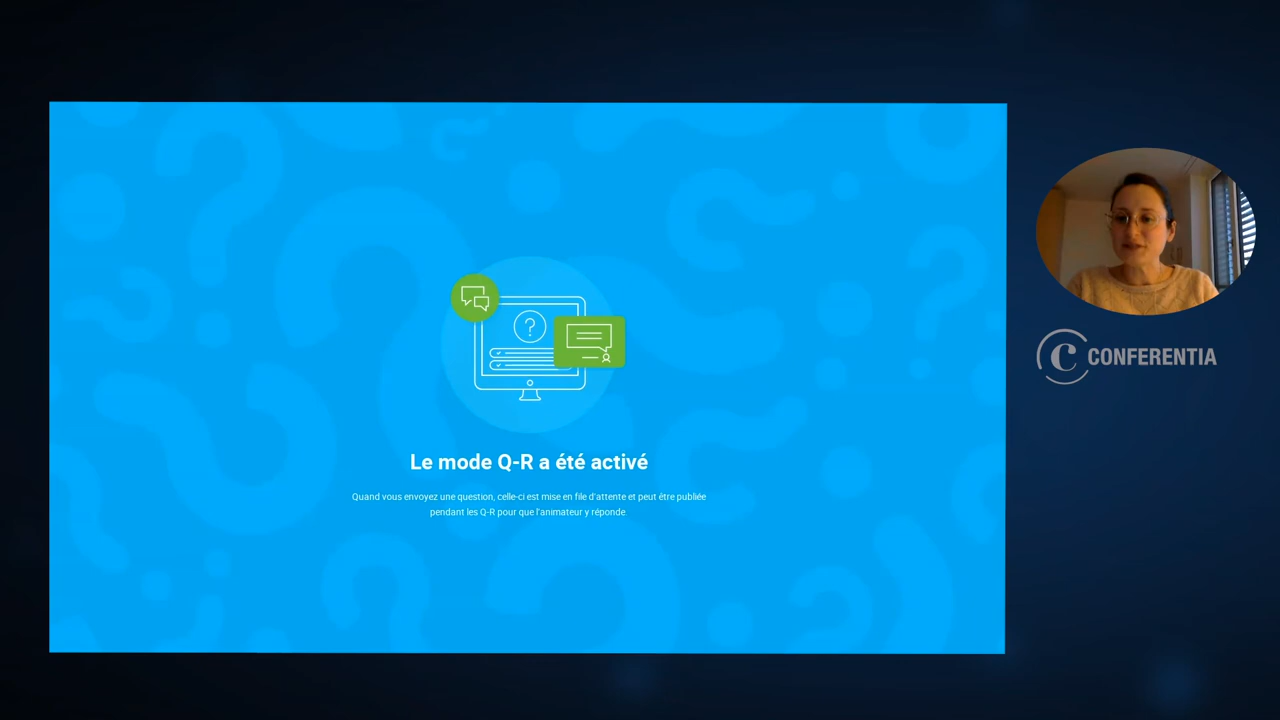 Le mode Q-R a été activé
Quand vous envoyez une question, celle-ci est mise en file d'attente et peut être publiée
pendant les Q-R pour que l'animateur y réponde
C CONFERENTIA